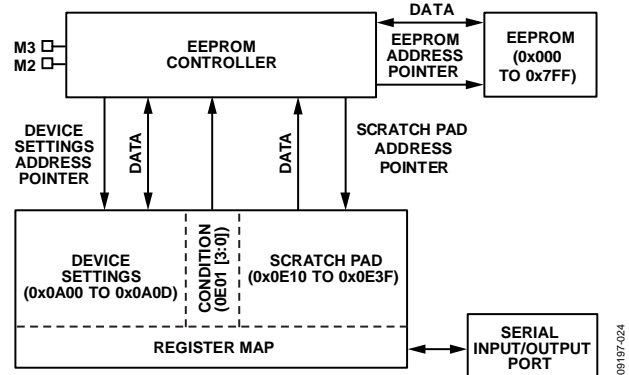 DATA
M3
M2
EEPROM
CONTROLLER
EEPROM
ADDRESS
POINTER
EEPROM
(0x000
TO 0x7FF)
DEVICE
SETTINGS
ADDRESS
POINTER
DATA
DATA
SCRATCH PAD
ADDRESS
POINTER
DEVICE
SETTINGS
(0x0A00 TO 0x0A0D)
CONDITION
(0E01 [3:0])
SCRATCH PAD
(0x0E10 TO 0x0E3F)
REGISTER MAP
SERIAL
INPUT/OUTPUT
PORT
09197-024